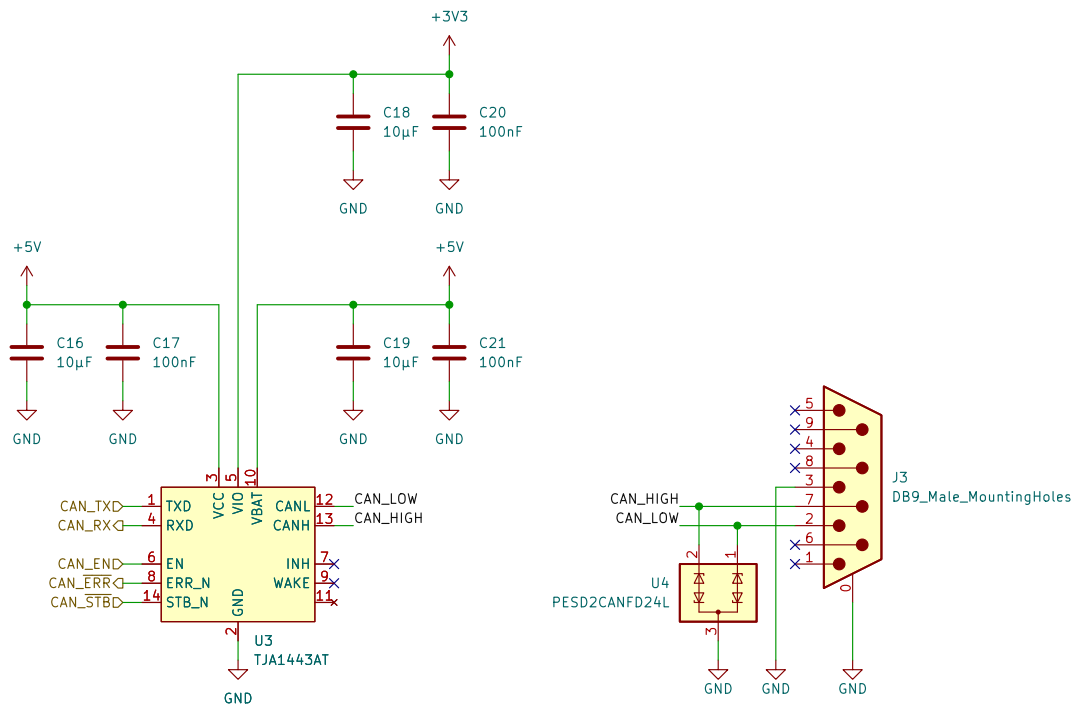 +3V3
C18
10µF
C20
100nF
GND
GND
+5V
+5V
C16
10µF
C17
100nF
C19
10µF
C21
100nF
GND
GND
GND
GND
3
VCC
5
VIO
10
VBAT
CAN_TX
1
TXD
CAN_RX
4
RXD
CAN_EN
6
EN
CAN_ERR
8
ERR_N
CAN_STB
14
STB_N
CANL
12
CAN_LOW
CANH
13
CAN_HIGH
INH
7
WAKE
9
11
GND
2
U3
TJA1443AT
GND
CAN_HIGH
CAN_LOW
2
1
U4
PESD2CANFD24L
3
GND
5
9
4
8
3
7
2
6
1
0
J3
DB9_Male_MountingHoles
GND
GND